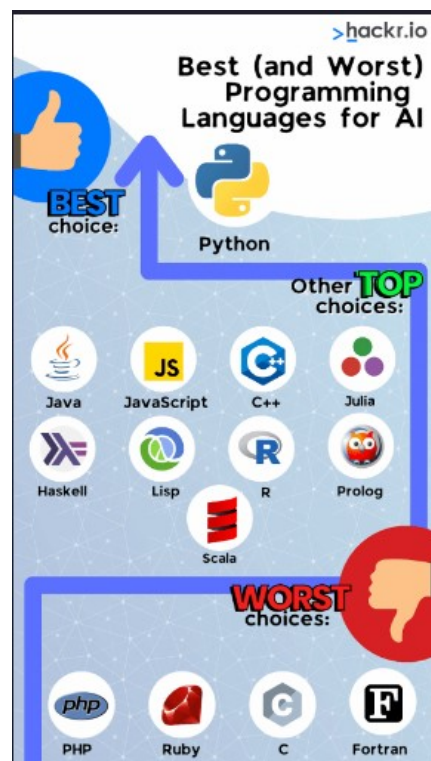 >hackr.io
Best (and Worst)
Programming
Languages for AI
BEST
choice:
Python
Other TOP
choices:
JS
Java
JavaScript
C++
Julia
R
Haskell
Lisp
R
Prolog
Scala
WORST
choices:
php
C
F
PHP
Ruby
C
Fortran